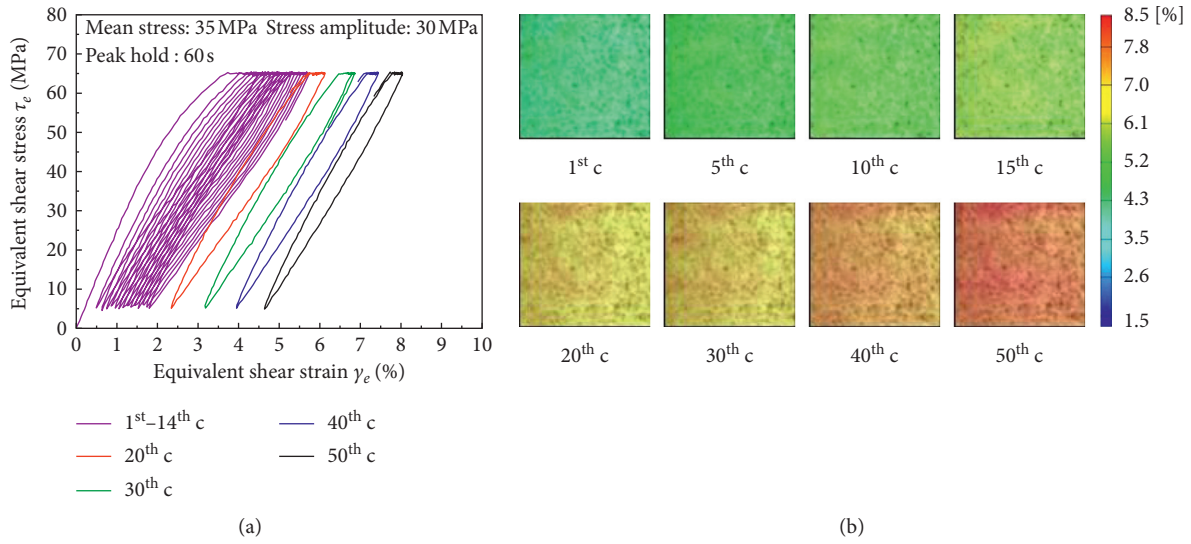 Mean stress: 35 MPa Stress amplitude: 30 MPa
Peak hold : 60 s
80
70
60
50
40
30
20
10
0
Equivalent shear stress τe (MPa)
0 1 2 3 4 5 6 7 8 9 10
Equivalent shear strain γe (%)
1st–14th c
20th c
30th c
40th c
50th c
(a)
1st c
5th c
10th c
15th c
20th c
30th c
40th c
50th c
8.5 [%]
7.8
7.0
6.1
5.2
4.3
3.5
2.6
1.5
(b)